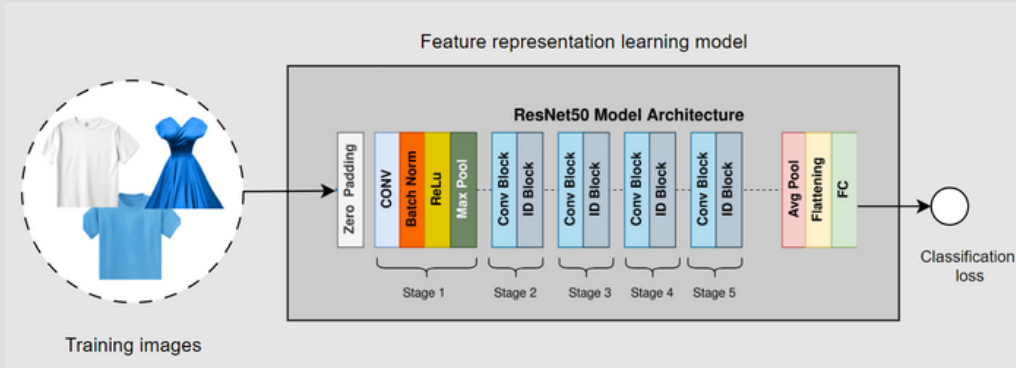 Feature representation learning model
ResNet50 Model Architecture
Zero Padding
CONV
Batch Norm
ReLu
Max Pool
Conv Block
ID Block
Conv Block
ID Block
Conv Block
ID Block
Conv Block
ID Block
Avg Pool
Flattening
FC
Stage 1
Stage 2
Stage 3
Stage 4
Stage 5
Classification
loss
Training images